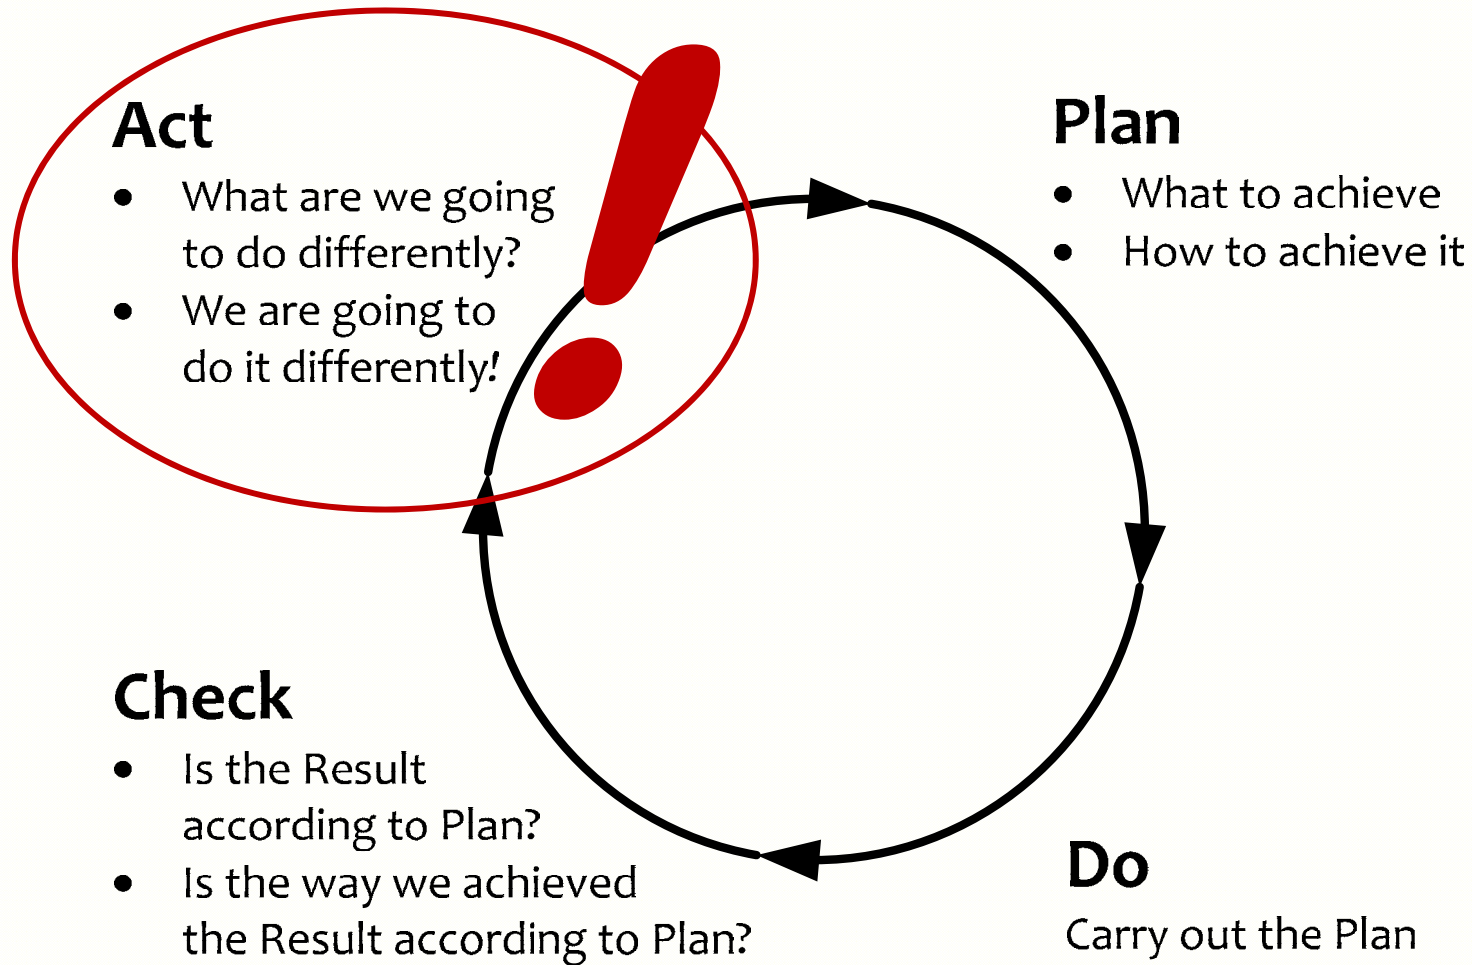 Act
• What are we going
to do differently?
• We are going to
do it differently!
Plan
• What to achieve
• How to achieve it
Check
• Is the Result
according to Plan?
• Is the way we achieved
the Result according to Plan?
Do
Carry out the Plan